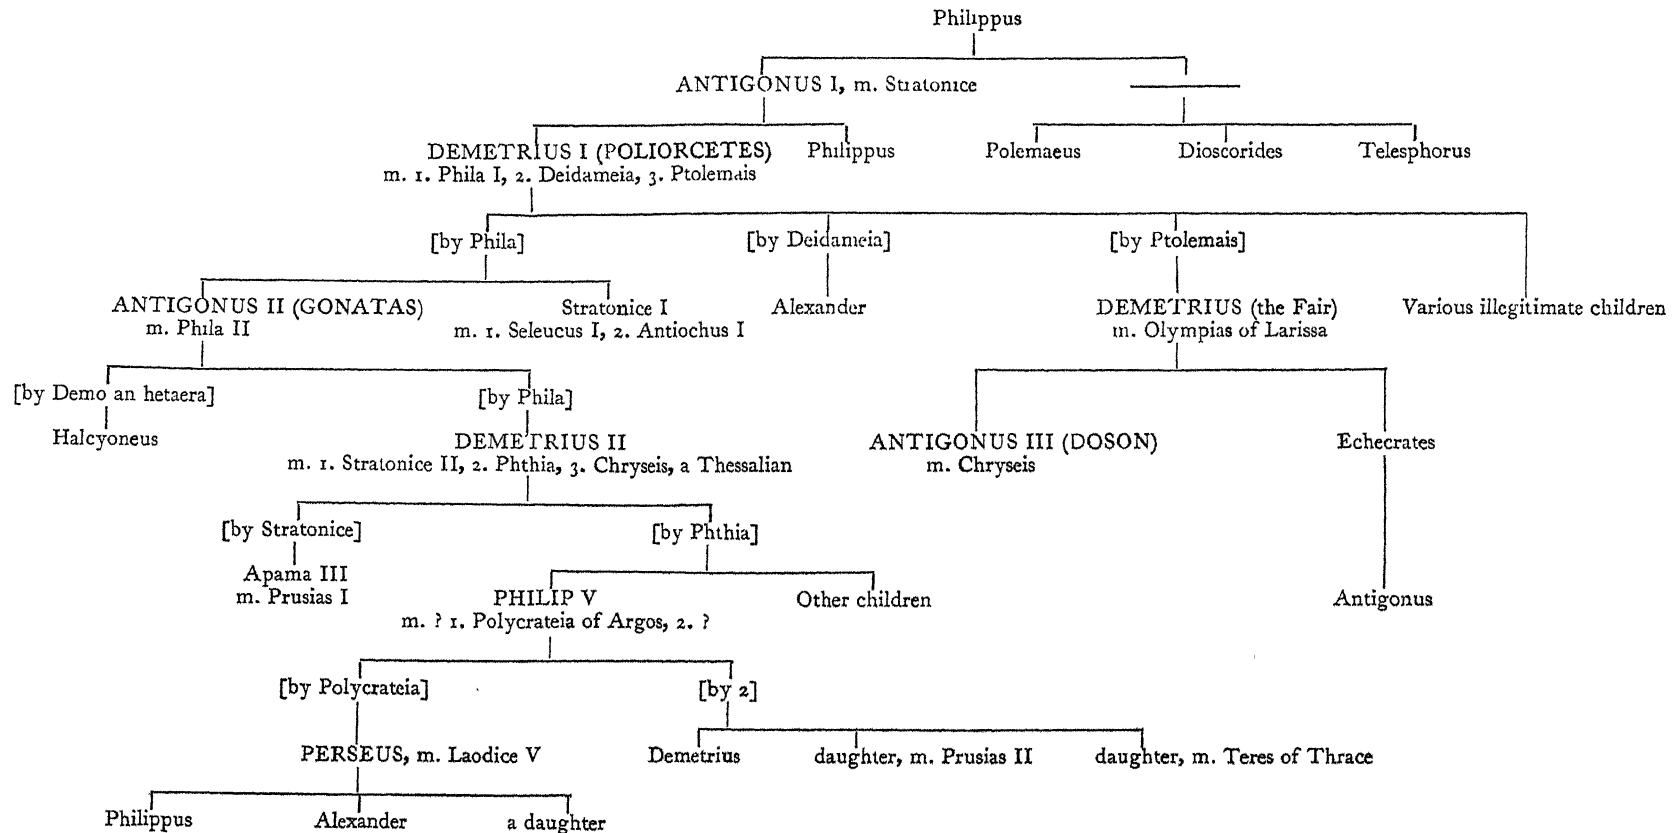 Philippus
ANTIGONUS I, m. Stratonice
DEMETRIUS I (POLIORCETES) Philippus Polemaeus Dioscorides Telesphorus
m. 1. Phila I, 2. Deidameia, 3. Ptolemais
[by Phila] [by Deidameia] [by Ptolemais]
ANTIGONUS II (GONATAS) Stratonice I Alexander DEMETRIUS (the Fair) Various illegitimate children
m. Phila II m. 1. Seleucus I, 2. Antiochus I m. Olympias of Larissa
[by Demo an hetaera] [by Phila]
Halcyoneus DEMETRIUS II ANTIGONUS III (DOSON) Echecrates
m. 1. Stratonice II, 2. Phthia, 3. Chryseis, a Thessalian m. Chryseis
[by Stratonice] [by Phthia]
Apama III
m. Prusias I PHILIP V Other children Antigonus
m. ? 1. Polycrateia of Argos, 2. ?
[by Polycrateia] [by 2]
PERSEUS, m. Laodice V Demetrius daughter, m. Prusias II daughter, m. Teres of Thrace
Philippus Alexander a daughter